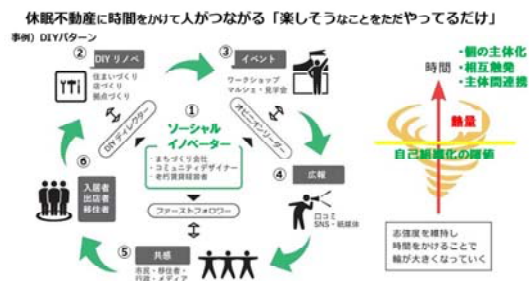 休眠不動産に時間をかけて人がつながる「楽しそうなことをただやってるだけ」
事例）DIYパターン
②
DIY リノベ
住まいづくり
店づくり
拠点づくり
③
イベント
ワークショップ
マルシェ・見学会
①
ソーシャル
イノベーター
・まちづくり会社
・コミュニティデザイナー
・老朽賃貸経営者
DIYディレクター
オピニオンリーダー
ファーストフォロワー
④
広報
口コミ
SNS・紙媒体
⑤
共感
市民・移住者・
行政・メディア
⑥
入居者
出店者
移住者
時間
・個の主体化
・相互触発
・主体間連携
熱量
自己組織化の閾値
志強度を維持し
時間をかけることで
輪が大きくなっていく